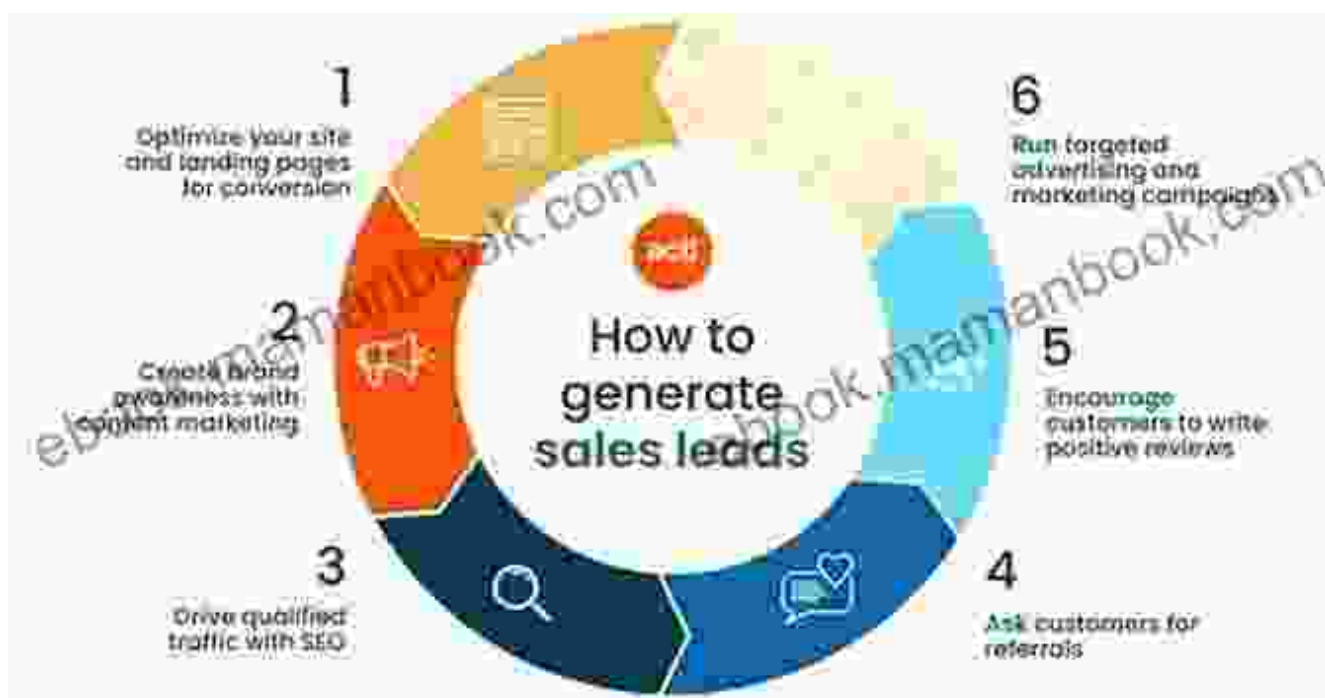 How to
generate
sales leads
1
Optimize your site
and landing pages
for conversion
2
Create brand
awareness with
content marketing
3
Drive qualified
traffic with SEO
4
Ask customers for
referrals
5
Encourage
customers to write
positive reviews
6
Run targeted
advertising and
marketing campaigns
ebook.mamanbook.com
ebook.mamanbook.com